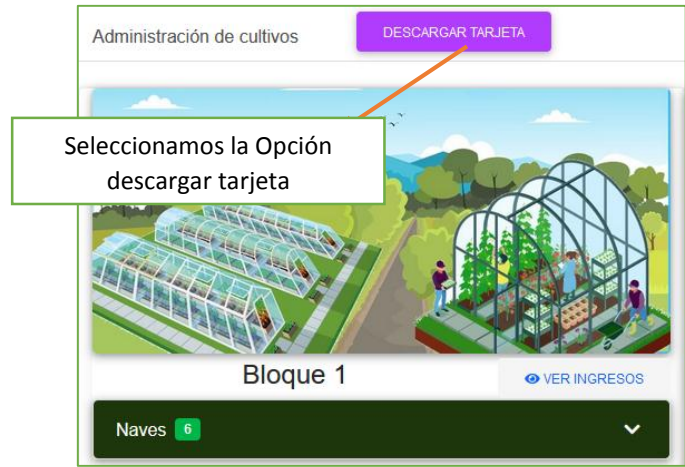 Administración de cultivos
DESCARGAR TARJETA
Seleccionamos la Opción
descargar tarjeta
Bloque 1
VER INGRESOS
Naves 6